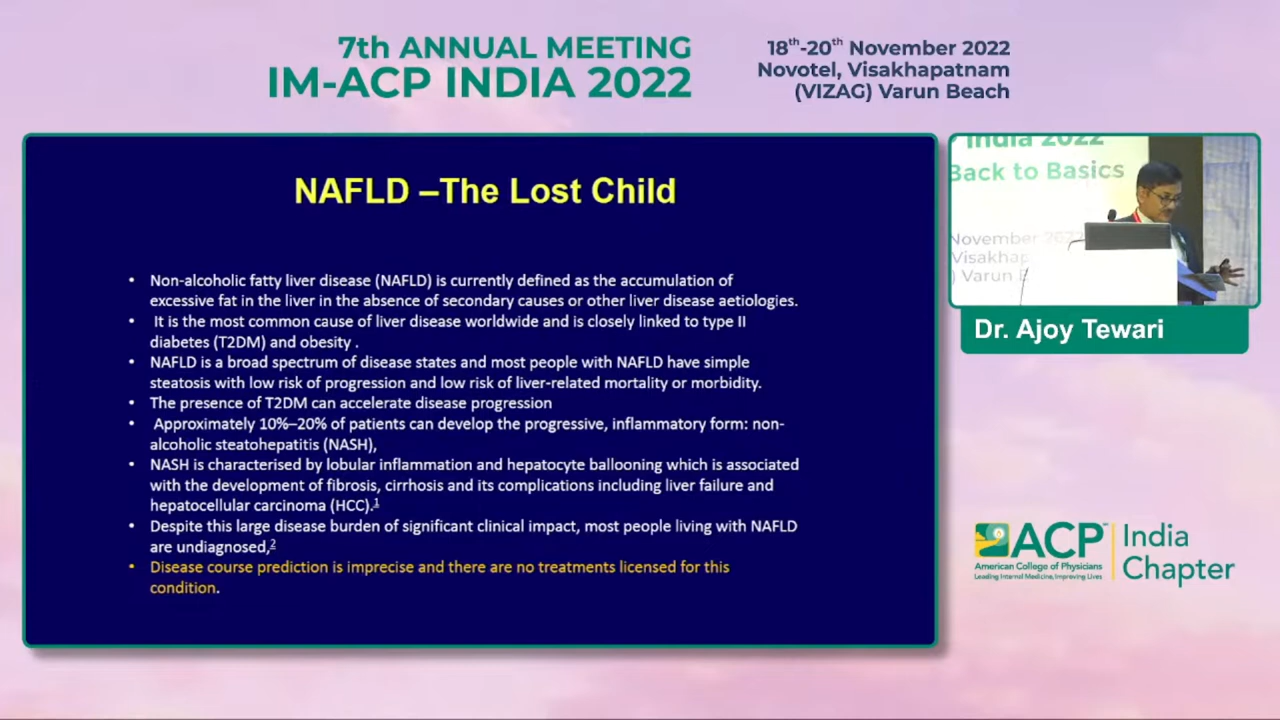 7th ANNUAL MEETING
IM-ACP INDIA 2022
18th-20th November 2022
Novotel, Visakhapatnam
(VIZAG) Varun Beach
NAFLD –The Lost Child
• Non-alcoholic fatty liver disease (NAFLD) is currently defined as the accumulation of
excessive fat in the liver in the absence of secondary causes or other liver disease aetiologies.
• It is the most common cause of liver disease worldwide and is closely linked to type II
diabetes (T2DM) and obesity .
• NAFLD is a broad spectrum of disease states and most people with NAFLD have simple
steatosis with low risk of progression and low risk of liver-related mortality or morbidity.
• The presence of T2DM can accelerate disease progression
• Approximately 10%–20% of patients can develop the progressive, inflammatory form: non-
alcoholic steatohepatitis (NASH),
• NASH is characterised by lobular inflammation and hepatocyte ballooning which is associated
with the development of fibrosis, cirrhosis and its complications including liver failure and
hepatocellular carcinoma (HCC).1
• Despite this large disease burden of significant clinical impact, most people living with NAFLD
are undiagnosed,2
• Disease course prediction is imprecise and there are no treatments licensed for this
condition.
India 2022
Back to Basics
November 2022
Visakhap
) Varun B
Dr. Ajoy Tewari
ACP
American College of Physicians
Leading Internal Medicine, Improving Lives
India
Chapter